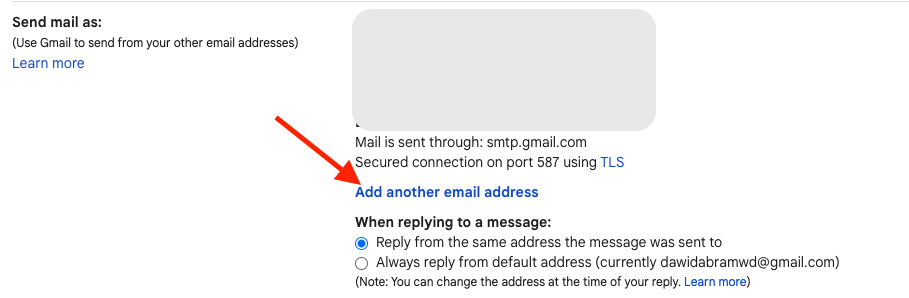 Send mail as:
(Use Gmail to send from your other email addresses)
Learn more
Mail is sent through: smtp.gmail.com
Secured connection on port 587 using TLS
Add another email address
When replying to a message:
Reply from the same address the message was sent to
Always reply from default address (currently dawidabramwd@gmail.com)
(Note: You can change the address at the time of your reply. Learn more)